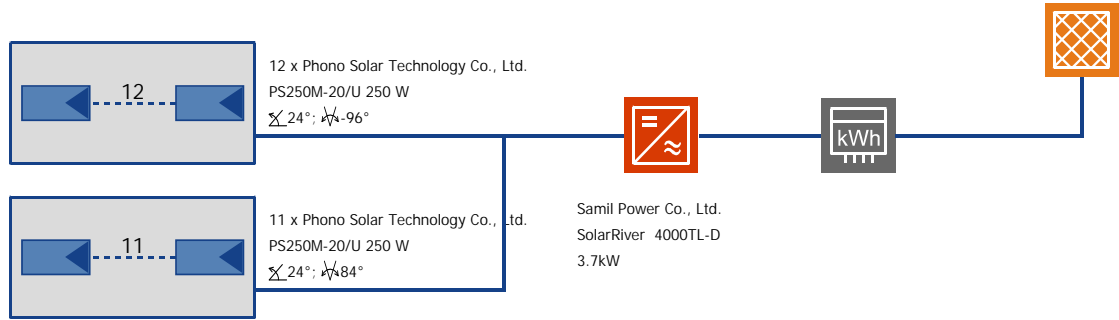 12
12 x Phono Solar Technology Co., Ltd.
PS250M-20/U 250 W
24°; -96°
kWh
11
11 x Phono Solar Technology Co., Ltd.
PS250M-20/U 250 W
24°; 84°
Samil Power Co., Ltd.
SolarRiver 4000TL-D
3.7kW